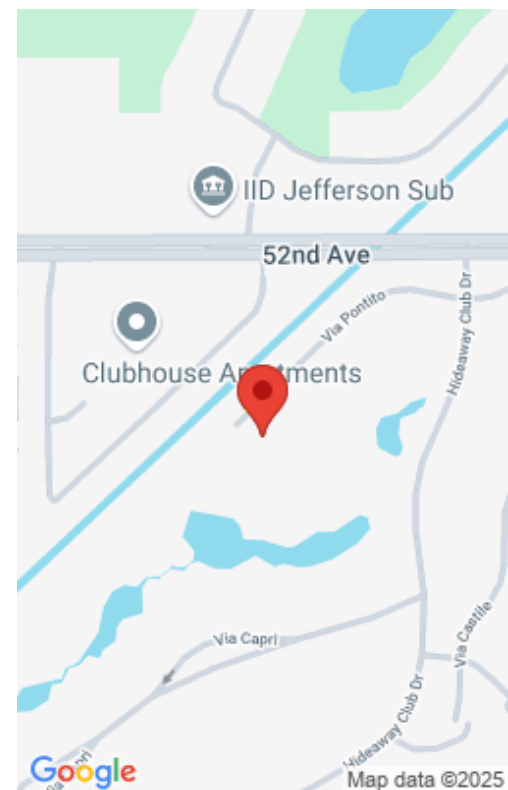 IID Jefferson Sub
52nd Ave
Via Pontito
Hideaway Club Dr
Clubhouse Apartments
Via Capri
Via Castile
Hideaway Club Dr
Google
Map data ©2025